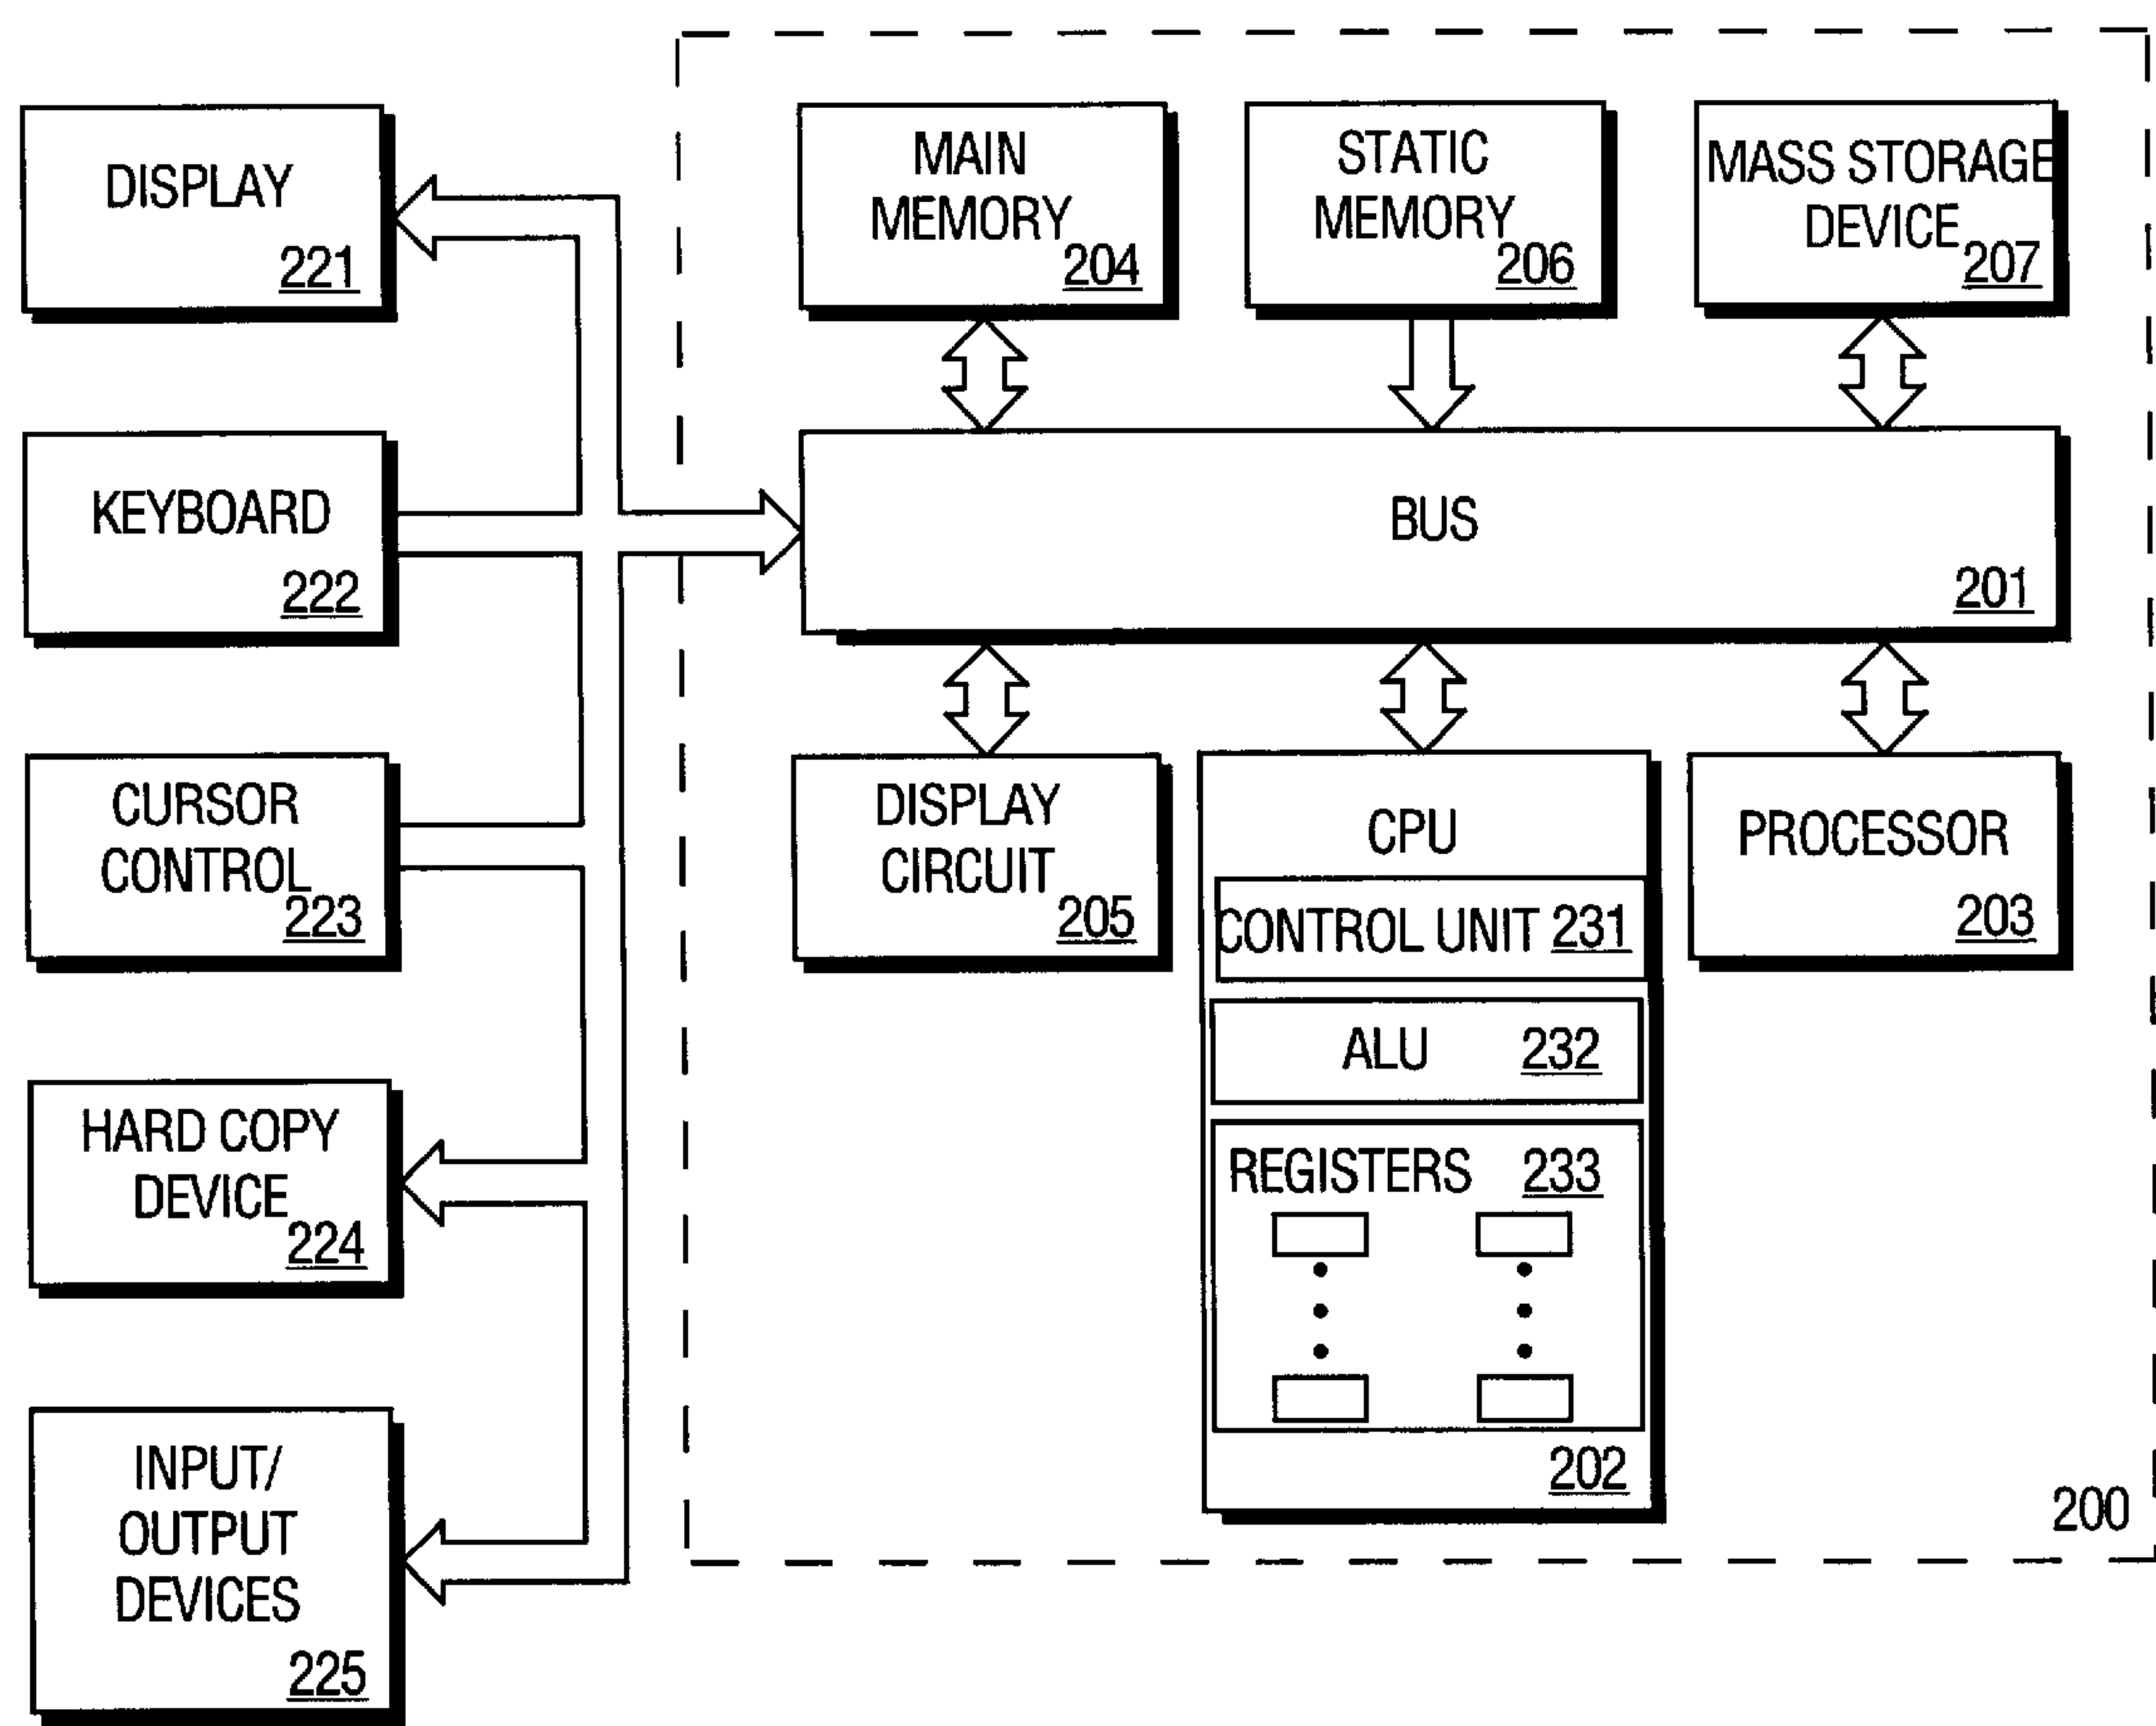 DISPLAY
221
KEYBOARD
222
CURSOR
CONTROL
223
HARD COPY
DEVICE
224
INPUT/
OUTPUT
DEVICES
225
MAIN
MEMORY
204
STATIC
MEMORY
206
MASS STORAGE
DEVICE
207
BUS
201
DISPLAY
CIRCUIT
205
CPU
CONTROL UNIT 231
ALU 232
REGISTERS 233
202
PROCESSOR
203
200